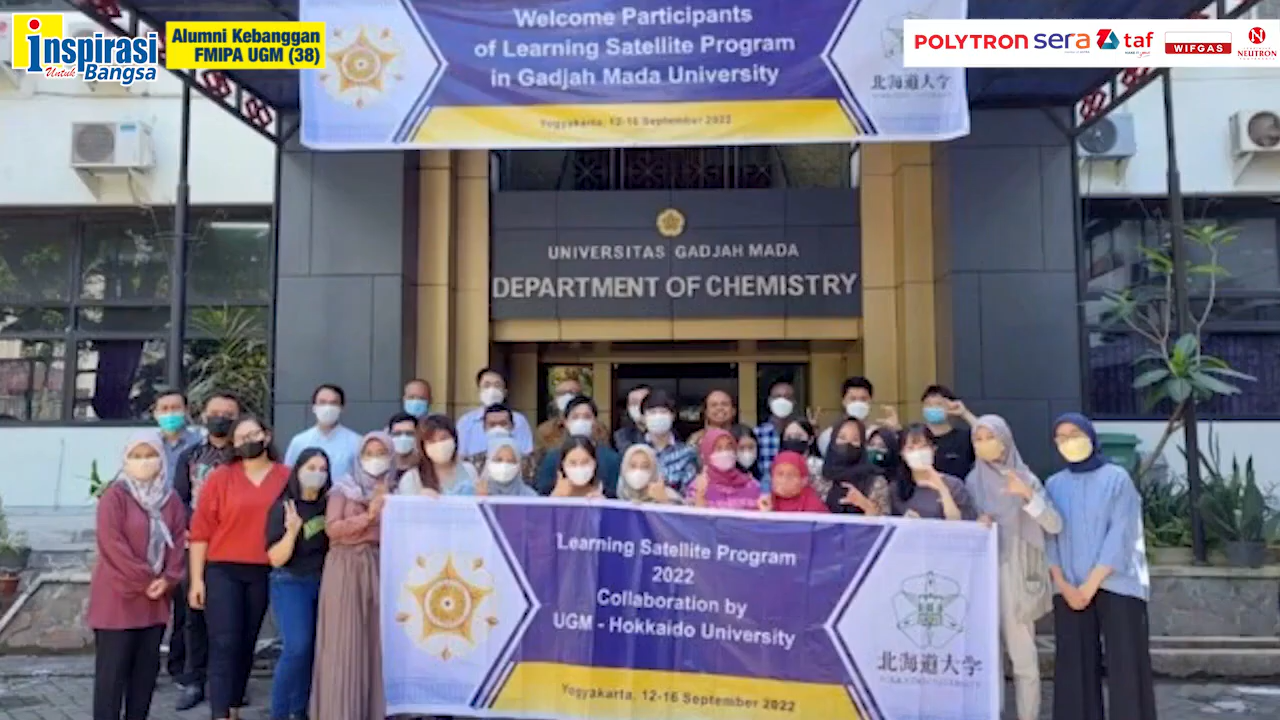 inspirasi
Untuk
Bangsa
Alumni Kebanggan
FMIPA UGM (38)
POLYTRON
sera
taf
WIFGAS
NEUTRON
Welcome Participants
of Learning Satellite Program
in Gadjah Mada University
Yogyakarta, 12-16 September 2022
北海道大学
UNIVERSITAS GADJAH MADA
DEPARTMENT OF CHEMISTRY
Learning Satellite Program
2022
Collaboration by
UGM - Hokkaido University
Yogyakarta, 12-16 September 2022
北海道大学
HOKKAIDO UNIVERSITY